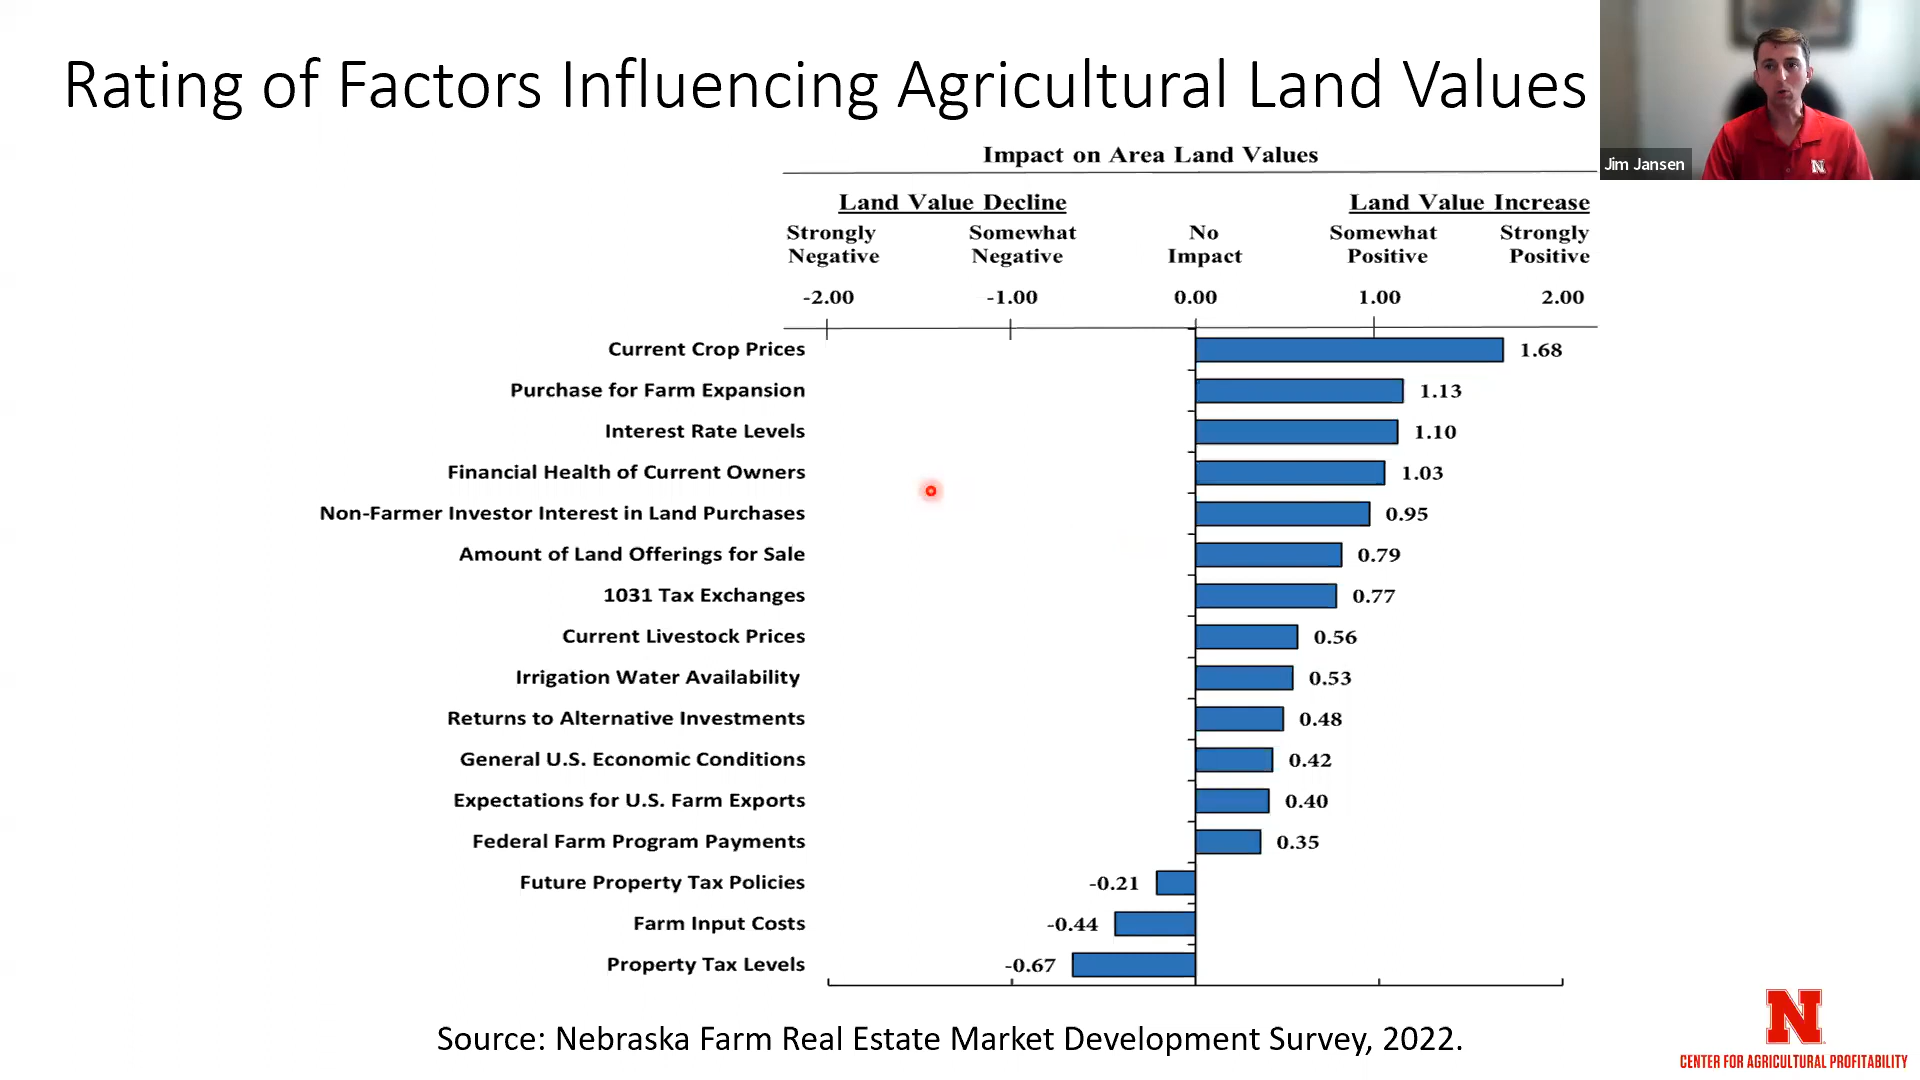 Rating of Factors Influencing Agricultural Land Values
Jim Jansen
Impact on Area Land Values
Land Value Decline
Land Value Increase
Strongly Negative
Somewhat Negative
No Impact
Somewhat Positive
Strongly Positive
-2.00 -1.00 0.00 1.00 2.00
Current Crop Prices 1.68
Purchase for Farm Expansion 1.13
Interest Rate Levels 1.10
Financial Health of Current Owners 1.03
Non-Farmer Investor Interest in Land Purchases 0.95
Amount of Land Offerings for Sale 0.79
1031 Tax Exchanges 0.77
Current Livestock Prices 0.56
Irrigation Water Availability 0.53
Returns to Alternative Investments 0.48
General U.S. Economic Conditions 0.42
Expectations for U.S. Farm Exports 0.40
Federal Farm Program Payments 0.35
Future Property Tax Policies -0.21
Farm Input Costs -0.44
Property Tax Levels -0.67
Source: Nebraska Farm Real Estate Market Development Survey, 2022.
N
CENTER FOR AGRICULTURAL PROFITABILITY